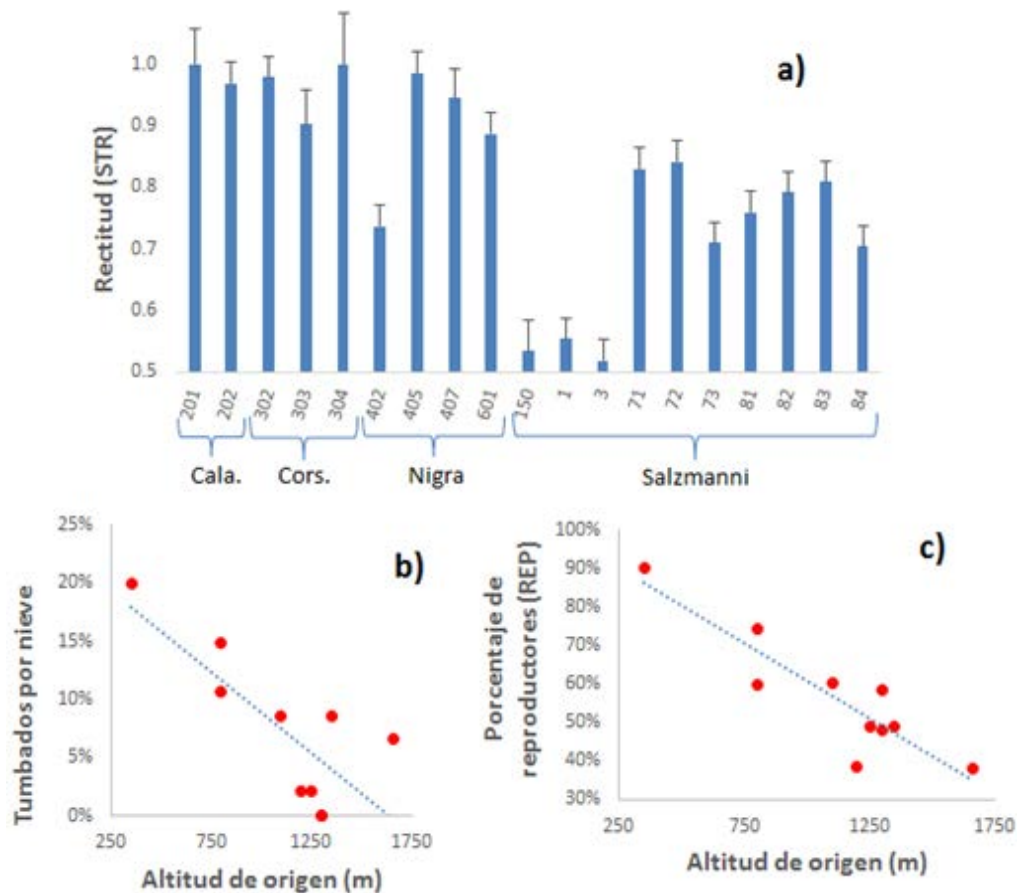 a)
Rectitud (STR)
1.0
0.9
0.8
0.7
0.6
0.5
201 202 302 303 304 402 405 407 601 150 1 3 71 72 73 81 82 83 84
Cala. Cors. Nigra Salzmanni
b)
Tumbados por nieve
25%
20%
15%
10%
5%
0%
250 750 1250 1750
Altitud de origen (m)
c)
Porcentaje de
reproductores (REP)
100%
90%
80%
70%
60%
50%
40%
30%
250 750 1250 1750
Altitud de origen (m)